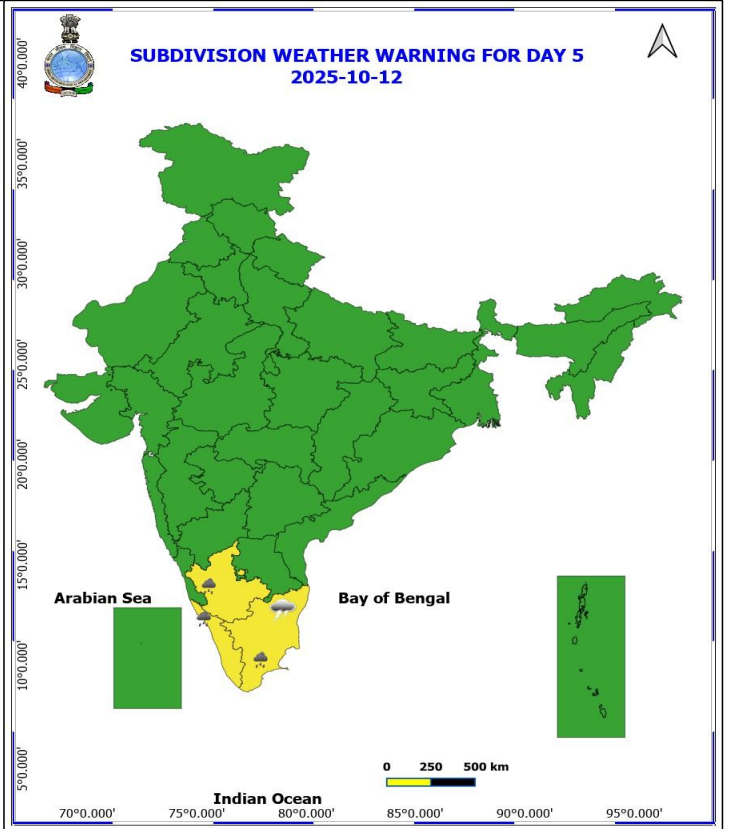 SUBDIVISION WEATHER WARNING FOR DAY 5
2025-10-12
40°0.000'
35°0.000'
30°0.000'
25°0.000'
20°0.000'
15°0.000'
10°0.000'
5°0.000'
Arabian Sea
Bay of Bengal
0 250 500 km
Indian Ocean
70°0.000' 75°0.000' 80°0.000' 85°0.000' 90°0.000' 95°0.000'